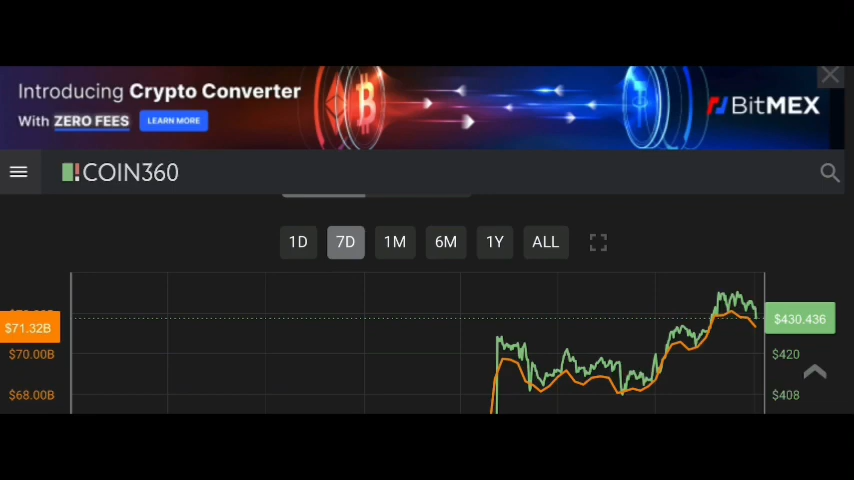 Introducing Crypto Converter
With ZERO FEES LEARN MORE
BitMEX
COIN360
1D 7D 1M 6M 1Y ALL
$71.32B
$430.436
$70.00B
$420
$68.00B
$408